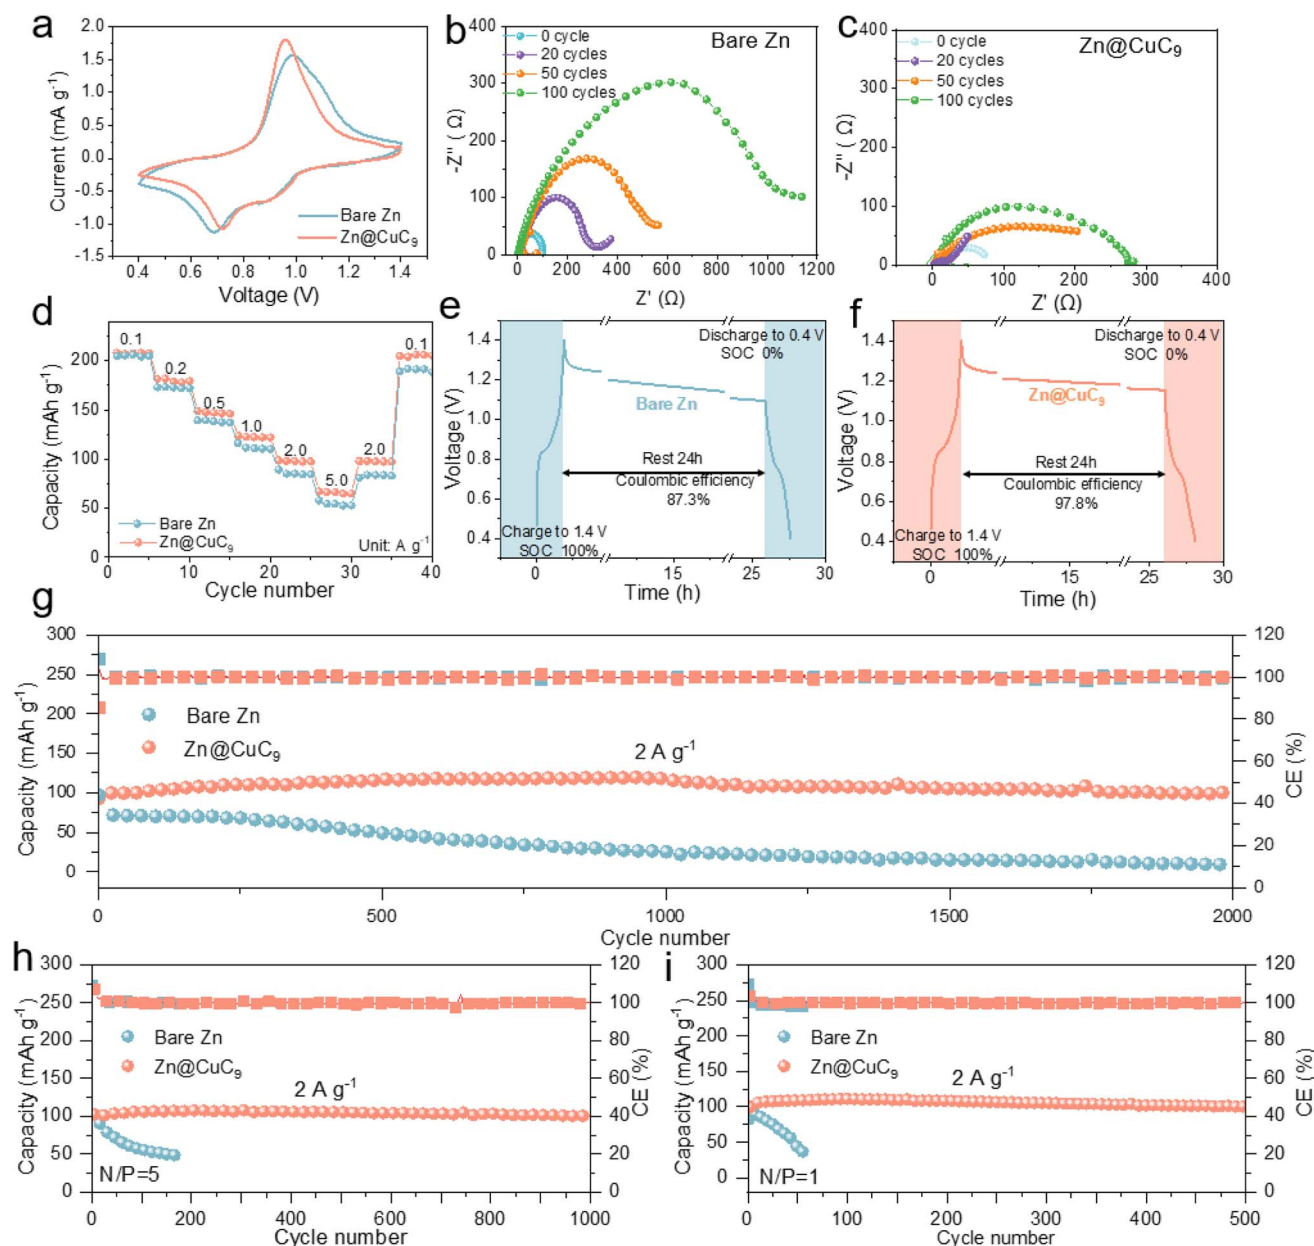 a
Current (mA g⁻¹)
2.0
1.5
1.0
0.5
0.0
-0.5
-1.0
-1.5
Bare Zn
Zn@CuC₉
0.4 0.6 0.8 1.0 1.2 1.4
Voltage (V)
b
-Z'' ( Ω)
400
300
200
100
0
0 cycle
20 cycles
50 cycles
100 cycles
Bare Zn
0 200 400 600 800 1000 1200
Z' (Ω)
c
-Z'' ( Ω)
400
300
200
100
0
0 cycle
20 cycles
50 cycles
100 cycles
Zn@CuC₉
0 100 200 300 400
Z' (Ω)
d
Capacity (mAh g⁻¹)
200
150
100
50
0
0.1
0.2
0.5
1.0
2.0
5.0
2.0
0.1
Bare Zn
Zn@CuC₉
Unit: A g⁻¹
0 10 20 30 40
Cycle number
e
Voltage (V)
1.4
1.2
1.0
0.8
0.6
0.4
Discharge to 0.4 V
SOC 0%
Bare Zn
Rest 24h
Coulombic efficiency
87.3%
Charge to 1.4 V
SOC 100%
0 15 25 30
Time (h)
f
Voltage (V)
1.4
1.2
1.0
0.8
0.6
0.4
Discharge to 0.4 V
SOC 0%
Zn@CuC₉
Rest 24h
Coulombic efficiency
97.8%
Charge to 1.4 V
SOC 100%
0 15 25 30
Time (h)
g
Capacity (mAh g⁻¹)
300
250
200
150
100
50
0
Bare Zn
Zn@CuC₉
2 A g⁻¹
120
100
80
60
40
20
0
CE (%)
0 500 1000 1500 2000
Cycle number
h
Capacity (mAh g⁻¹)
300
250
200
150
100
50
0
Bare Zn
Zn@CuC₉
2 A g⁻¹
N/P=5
120
100
80
60
40
20
0
CE (%)
0 200 400 600 800 1000
Cycle number
i
Capacity (mAh g⁻¹)
300
250
200
150
100
50
0
Bare Zn
Zn@CuC₉
2 A g⁻¹
N/P=1
120
100
80
60
40
20
0
CE (%)
0 100 200 300 400 500
Cycle number